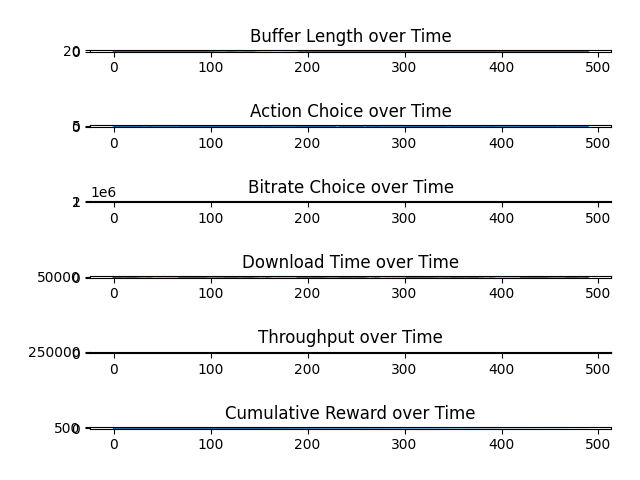 Buffer Length over Time
20
0
0 100 200 300 400 500
Action Choice over Time
5
0
0 100 200 300 400 500
Bitrate Choice over Time
1e6
2
1
0 100 200 300 400 500
Download Time over Time
50000
0
0 100 200 300 400 500
Throughput over Time
250000
0
0 100 200 300 400 500
Cumulative Reward over Time
500
0
0 100 200 300 400 500